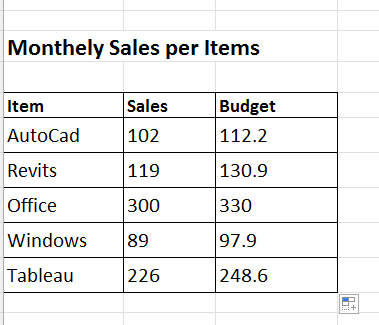 Monthely Sales per Items
Item Sales Budget
AutoCad 102 112.2
Revits 119 130.9
Office 300 330
Windows 89 97.9
Tableau 226 248.6